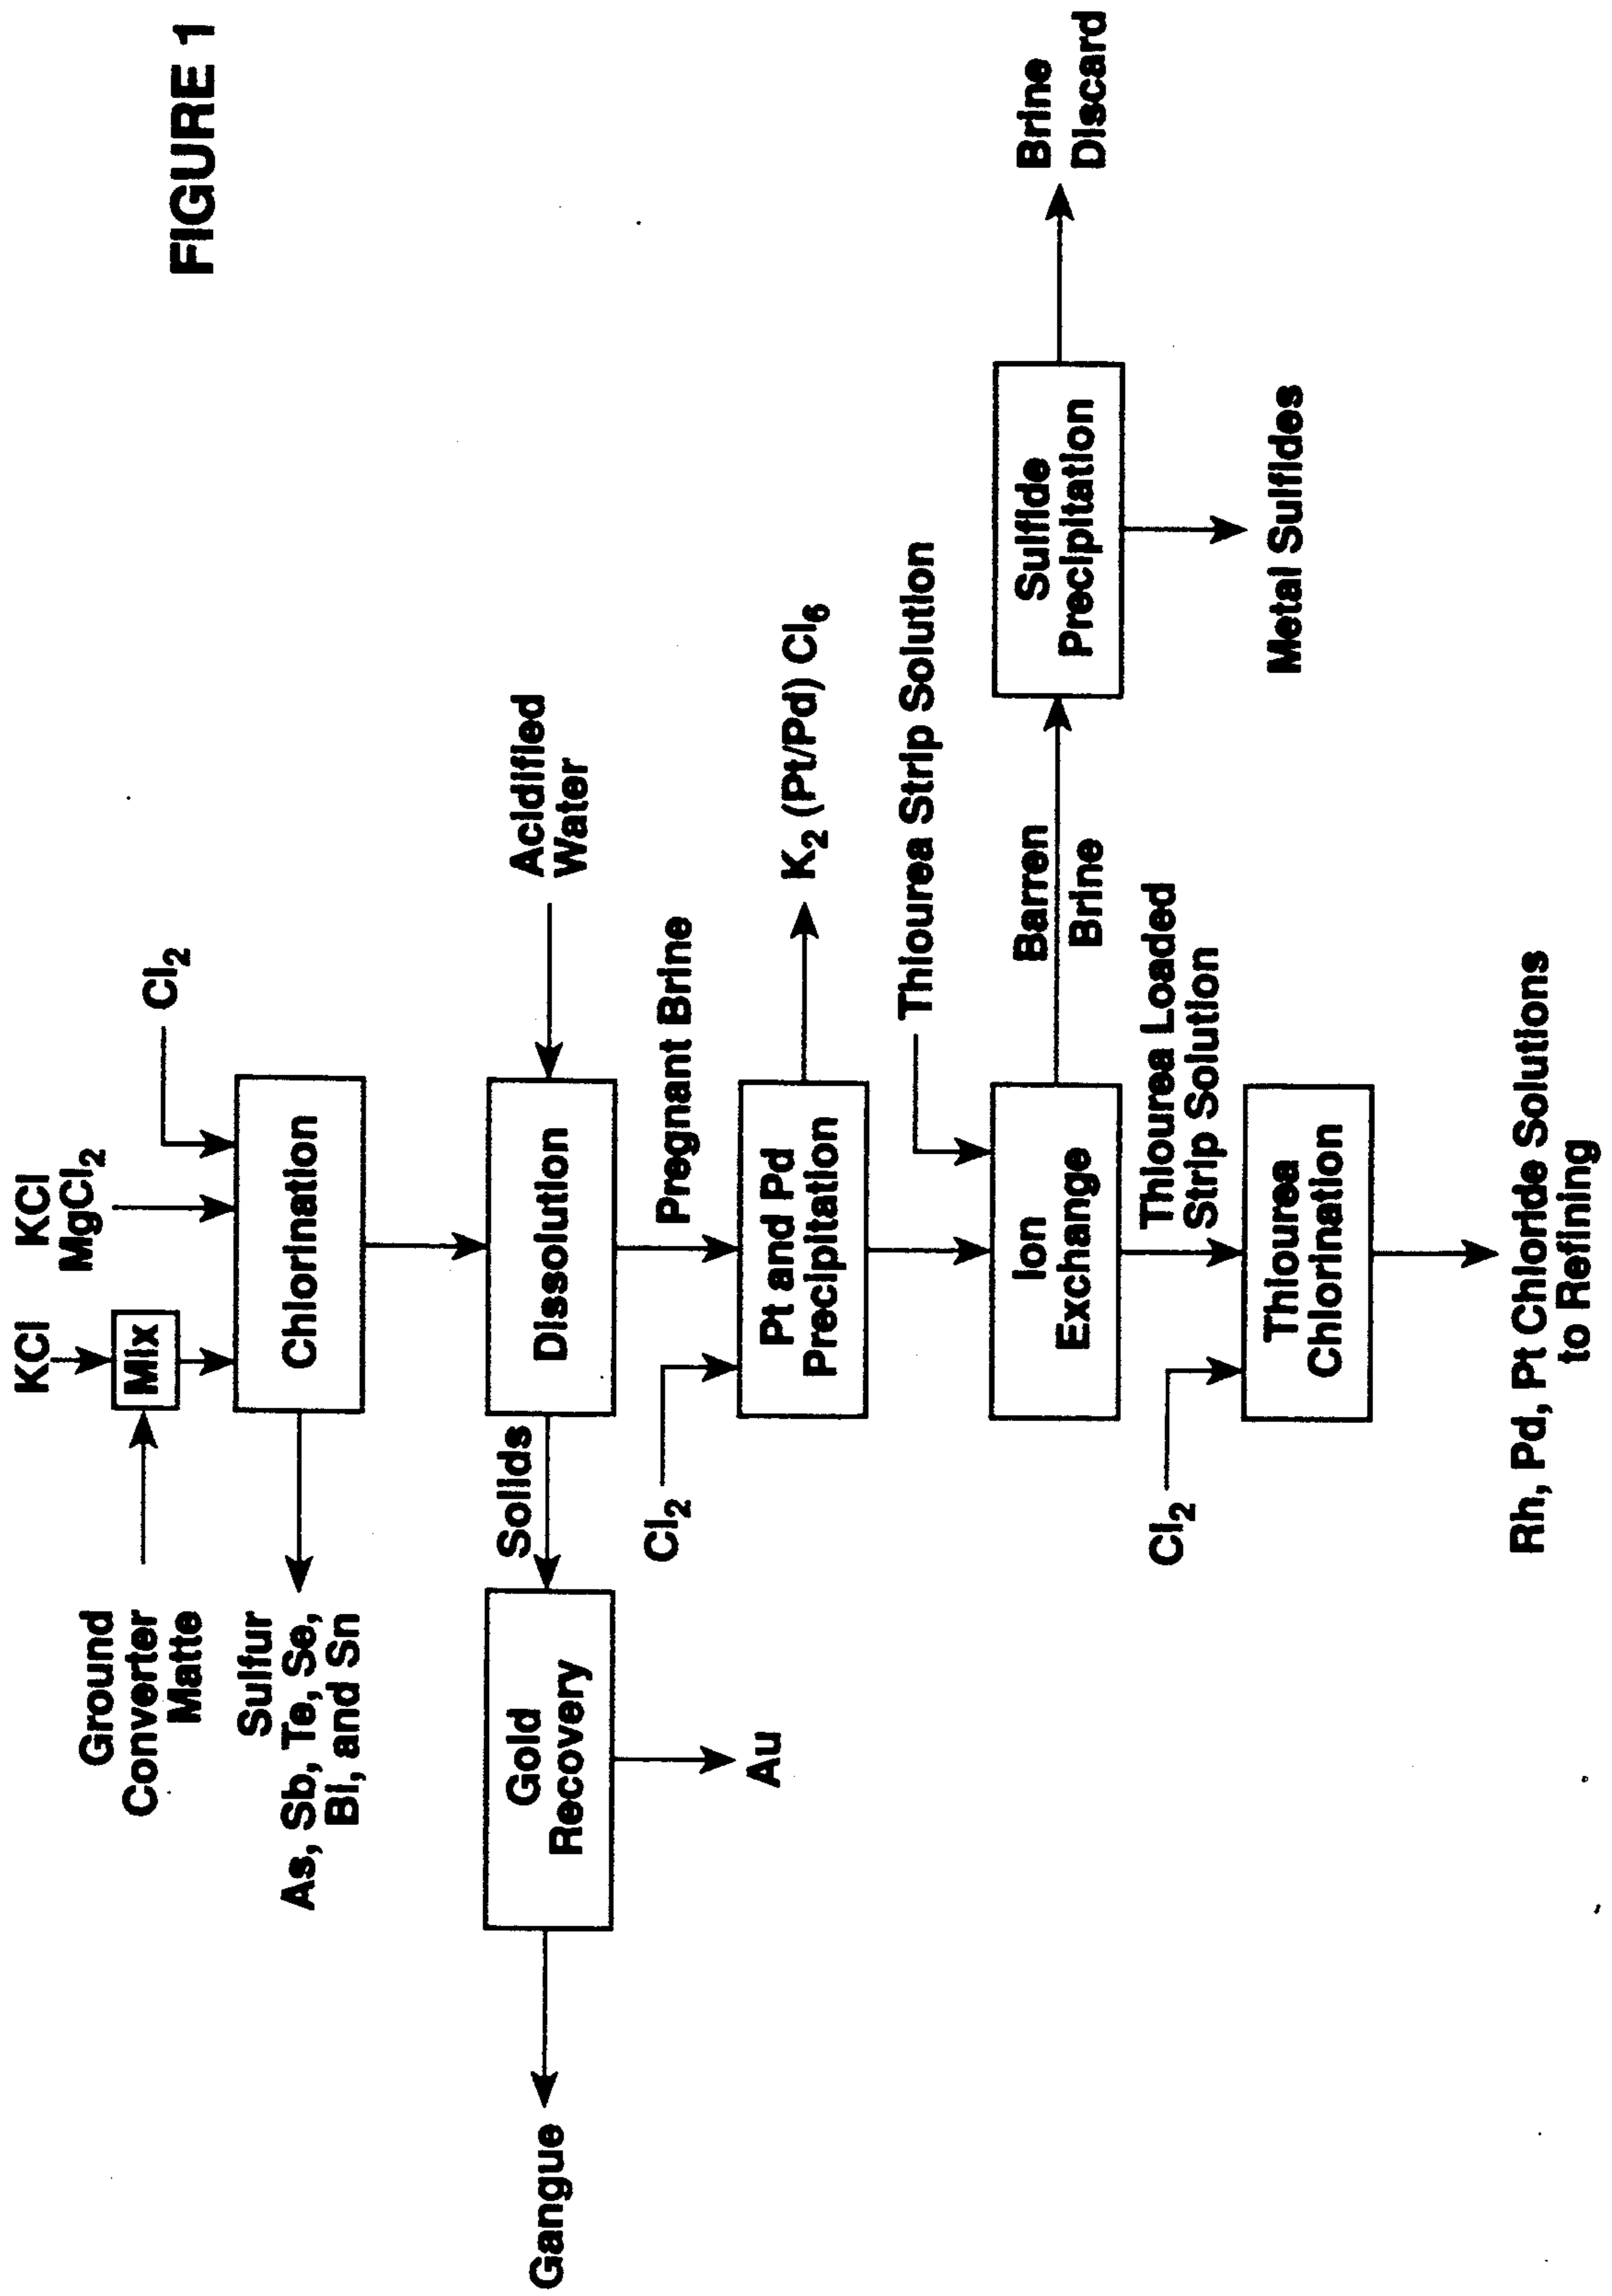 FIGURE 1
KCl
KCl
MgCl2
Cl2
Ground
Converter
Matte
Mix
Chlorination
Sulfur
As, Sb, Te, Se,
Bi, and Sn
Acidified
Water
Dissolution
Solids
Gold
Recovery
Gangue
Au
Pregnant Brine
Cl2
Pt and Pd
Precipitation
K2 (Pt/Pd) Cl6
Thiourea Strip Solution
Ion
Exchange
Barren
Brine
Sulfide
Precipitation
Brine
Discard
Metal Sulfides
Thiourea Loaded
Strip Solution
Cl2
Thiourea
Chlorination
Rh, Pd, Pt Chloride Solutions
to Refining